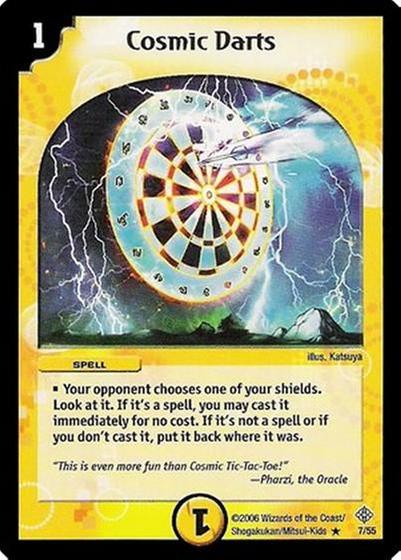 1
Cosmic Darts
illus. Katsuya
SPELL
▪ Your opponent chooses one of your shields.
Look at it. If it's a spell, you may cast it
immediately for no cost. If it's not a spell or if
you don't cast it, put it back where it was.
"This is even more fun than Cosmic Tic-Tac-Toe!"
—Pharzi, the Oracle
1
©2006 Wizards of the Coast/
Shogakukan/Mitsui-Kids ★ 7/55